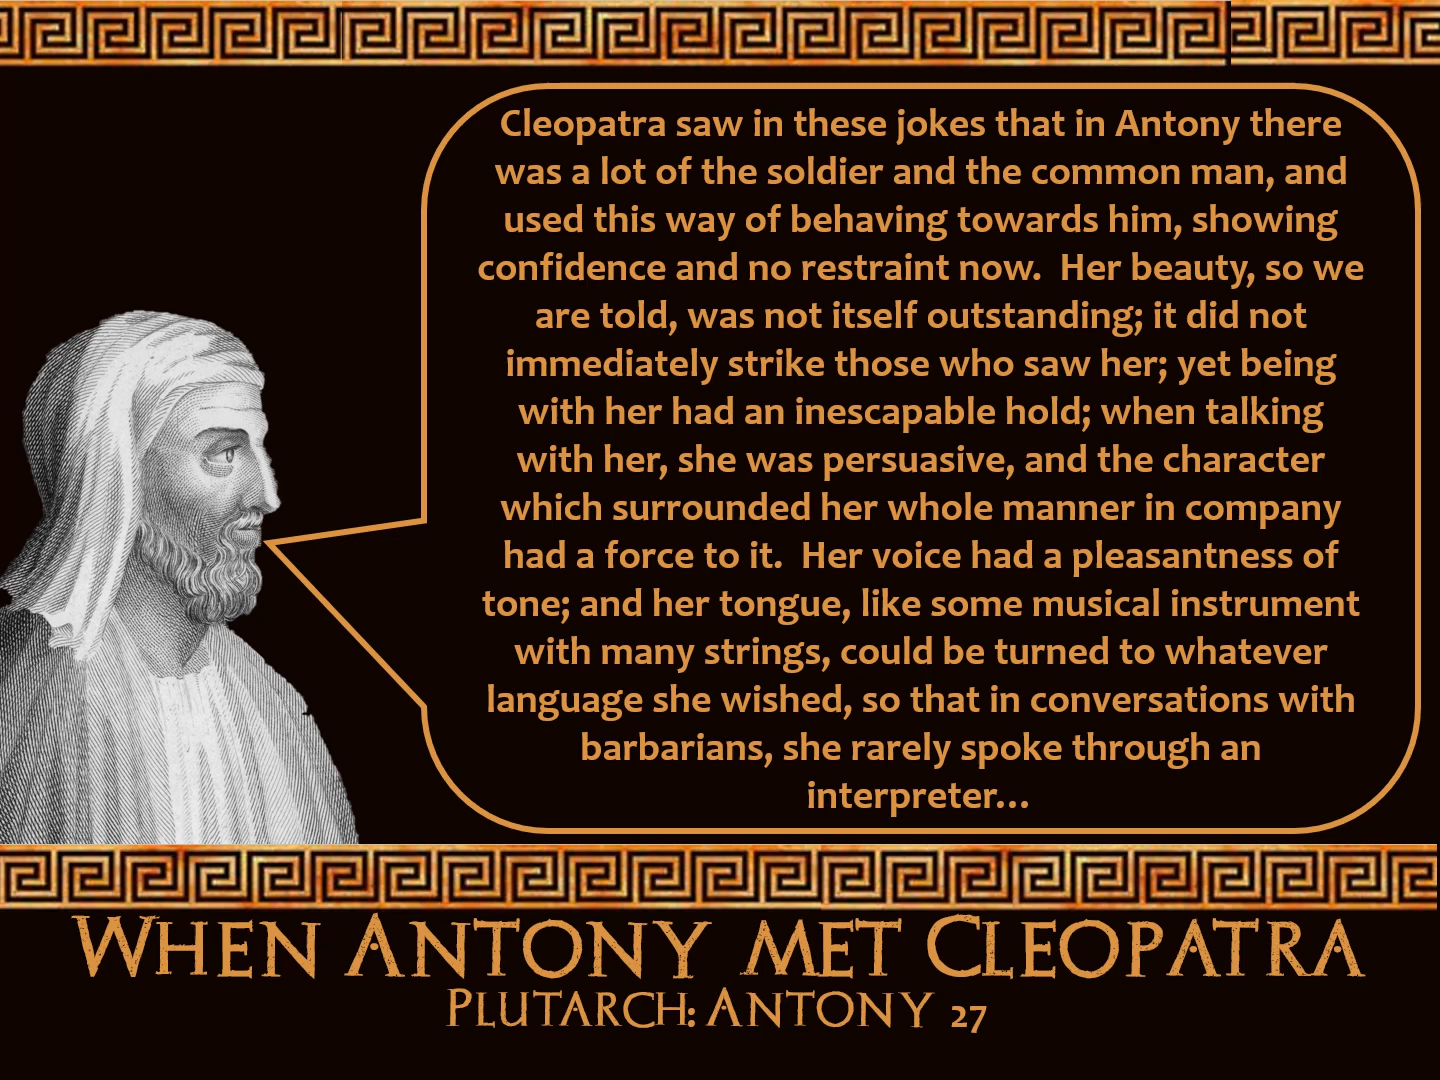 Cleopatra saw in these jokes that in Antony there
was a lot of the soldier and the common man, and
used this way of behaving towards him, showing
confidence and no restraint now.  Her beauty, so we
are told, was not itself outstanding; it did not
immediately strike those who saw her; yet being
with her had an inescapable hold; when talking
with her, she was persuasive, and the character
which surrounded her whole manner in company
had a force to it.  Her voice had a pleasantness of
tone; and her tongue, like some musical instrument
with many strings, could be turned to whatever
language she wished, so that in conversations with
barbarians, she rarely spoke through an
interpreter...
When Antony met Cleopatra
Plutarch: Antony 27